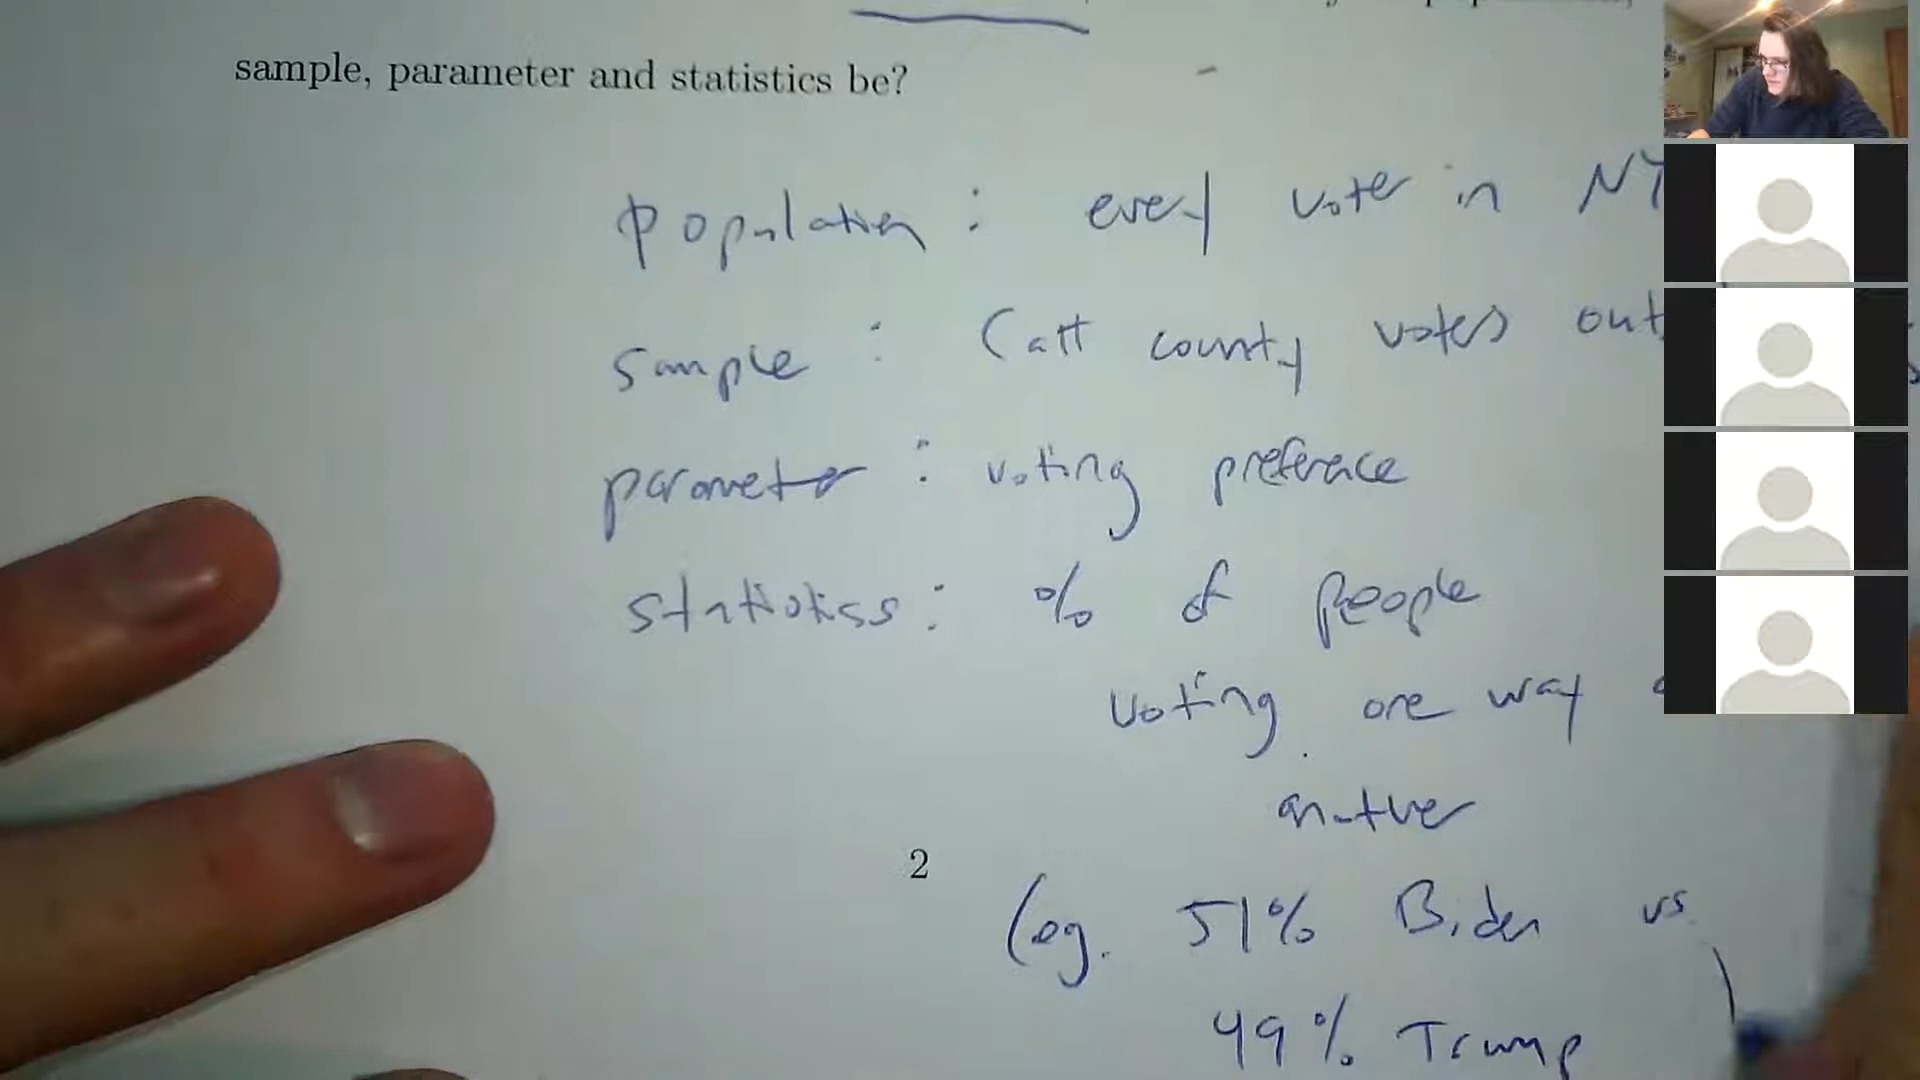 sample, parameter and statistics be?
population : every voter in NY
sample : Catt county votes out
parameter : voting preference
statistics : % of people
voting one way
another
2
(eg. 51% Biden vs
49% Trump )